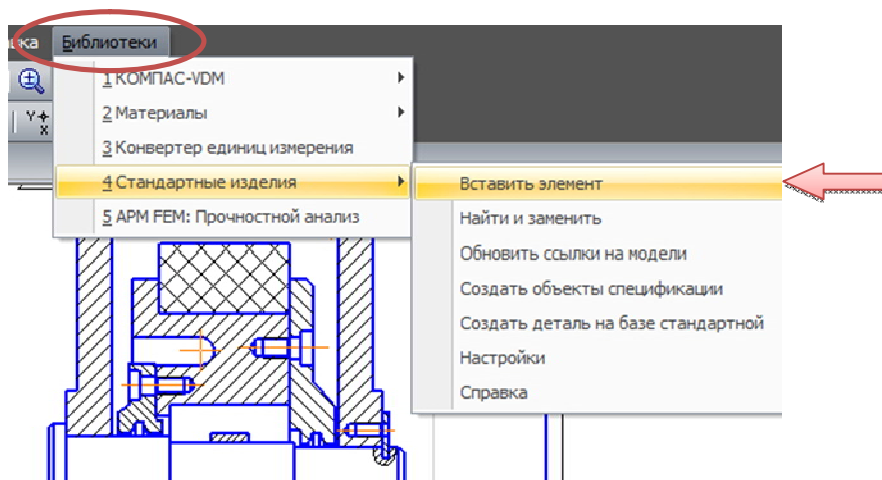 вка Библиотеки
1 КОМПАС-VDM
2 Материалы
3 Конвертер единиц измерения
4 Стандартные изделия
5 APM FEM: Прочностной анализ
Вставить элемент
Найти и заменить
Обновить ссылки на модели
Создать объекты спецификации
Создать деталь на базе стандартной
Настройки
Справка
Y
X